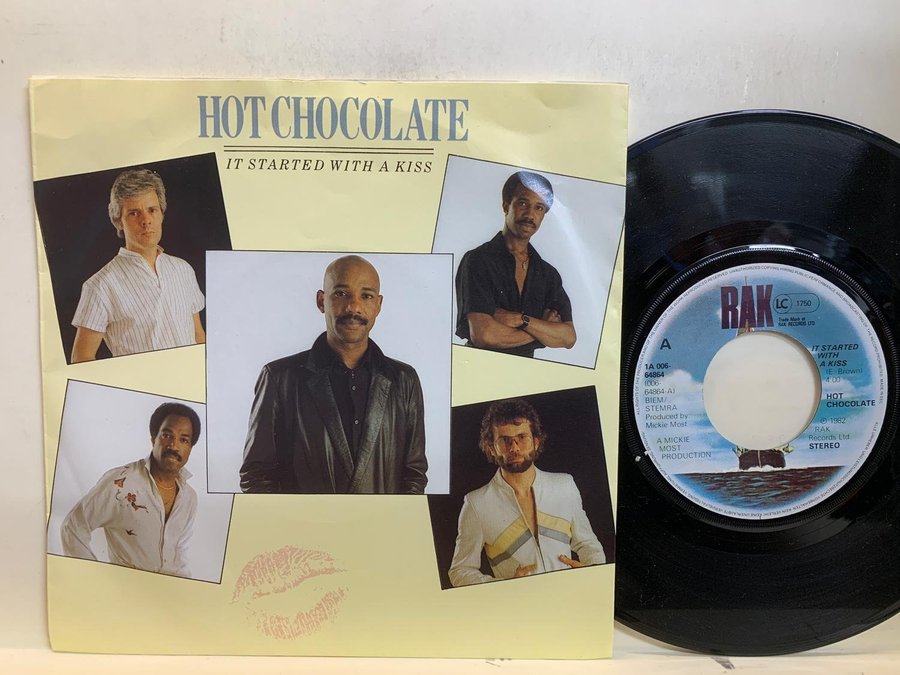 HOT CHOCOLATE
IT STARTED WITH A KISS
RAK
LC 1750
Trade Mark of
RAK RECORDS LTD
A
1A 006-
64864
(006-
64864-A)
BIEM/
STEMRA
Produced by
Mickie Most
A MICKIE
MOST
PRODUCTION
IT STARTED
WITH
A KISS
(E. Brown)
4:00
HOT
CHOCOLATE
℗ 1982
RAK
Records Ltd.
STEREO